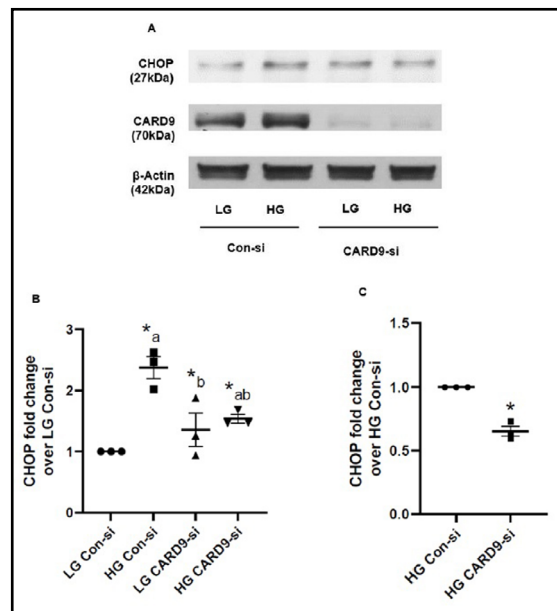 A
CHOP
(27kDa)
CARD9
(70kDa)
β-Actin
(42kDa)
LG HG LG HG
Con-si CARD9-si
B
CHOP fold change
over LG Con-si
3
2
1
0
*a
*b
*ab
LG Con-si
HG Con-si
LG CARD9-si
HG CARD9-si
C
CHOP fold change
over HG Con-si
1.5
1.0
0.5
0.0
*
HG Con-si
HG CARD9-si